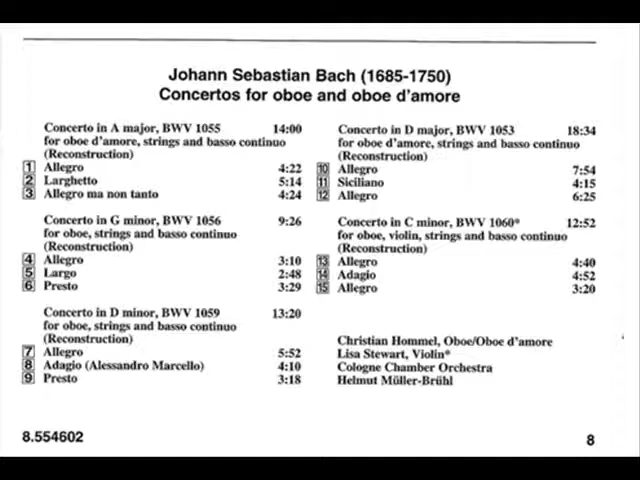 Johann Sebastian Bach (1685-1750)
Concertos for oboe and oboe d'amore
Concerto in A major, BWV 1055 14:00
for oboe d'amore, strings and basso continuo
(Reconstruction)
1 Allegro 4:22
2 Larghetto 5:14
3 Allegro ma non tanto 4:24
Concerto in G minor, BWV 1056 9:26
for oboe, strings and basso continuo
(Reconstruction)
4 Allegro 3:10
5 Largo 2:48
6 Presto 3:29
Concerto in D minor, BWV 1059 13:20
for oboe, strings and basso continuo
(Reconstruction)
7 Allegro 5:52
8 Adagio (Alessandro Marcello) 4:10
9 Presto 3:18
Concerto in D major, BWV 1053 18:34
for oboe d'amore, strings and basso continuo
(Reconstruction)
10 Allegro 7:54
11 Siciliano 4:15
12 Allegro 6:25
Concerto in C minor, BWV 1060* 12:52
for oboe, violin, strings and basso continuo
(Reconstruction)
13 Allegro 4:40
14 Adagio 4:52
15 Allegro 3:20
Christian Hommel, Oboe/Oboe d'amore
Lisa Stewart, Violin*
Cologne Chamber Orchestra
Helmut Müller-Brühl
8.554602
8